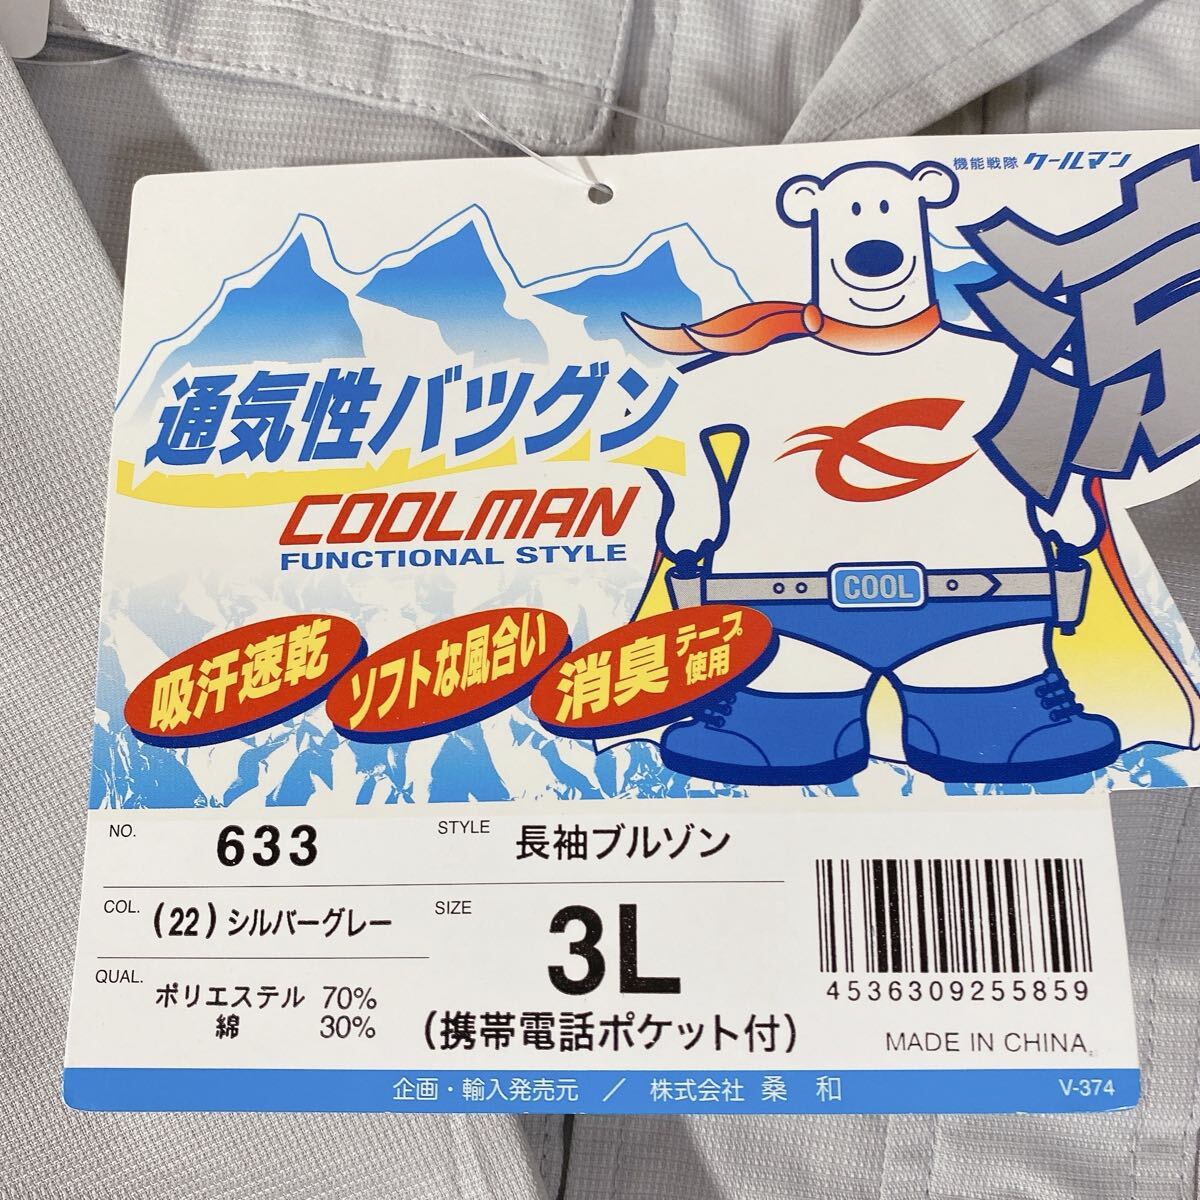 機能戦隊 クールマン
涼
通気性バツグン
COOLMAN
FUNCTIONAL STYLE
COOL
吸汗速乾
ソフトな風合い
消臭テープ使用
NO. 633
STYLE 長袖ブルゾン
COL. (22) シルバーグレー
SIZE 3L
(携帯電話ポケット付)
QUAL. ポリエステル 70%
綿 30%
4536309255859
MADE IN CHINA
企画・輸入発売元 / 株式会社 桑和
V-374